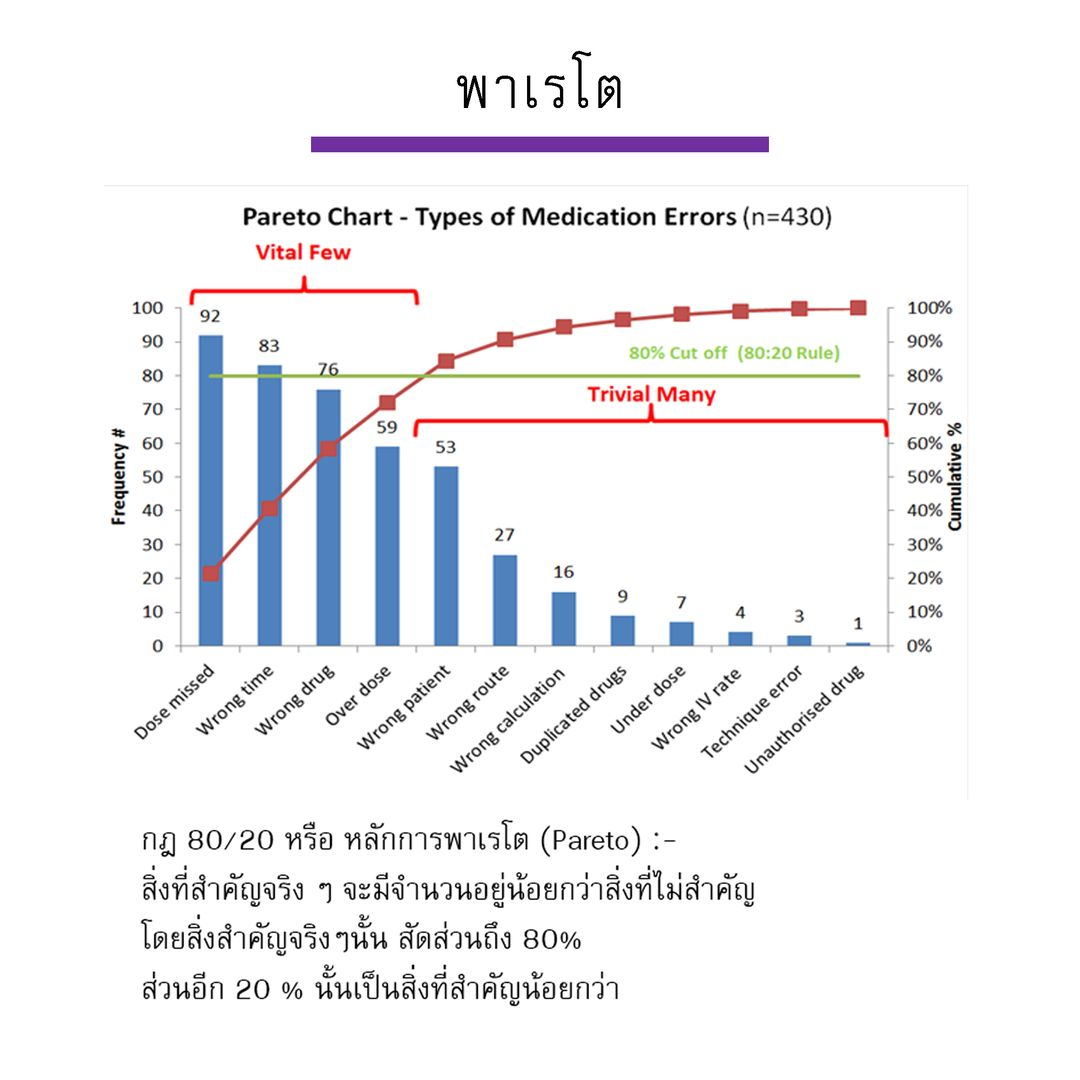 พาเรโต
Pareto Chart - Types of Medication Errors (n=430)
Vital Few
100
90
80
70
60
50
40
30
20
10
0
Frequency #
92
83
76
59
53
27
16
9
7
4
3
1
80% Cut off (80:20 Rule)
Trivial Many
100%
90%
80%
70%
60%
50%
40%
30%
20%
10%
0%
Cumulative %
Dose missed
Wrong time
Wrong drug
Over dose
Wrong patient
Wrong route
Wrong calculation
Duplicated drugs
Under dose
Wrong IV rate
Technique error
Unauthorised drug
กฎ 80/20 หรือ หลักการพาเรโต (Pareto) :-
สิ่งที่สำคัญจริง ๆ จะมีจำนวนอยู่น้อยกว่าสิ่งที่ไม่สำคัญ
โดยสิ่งสำคัญจริงๆนั้น สัดส่วนถึง 80%
ส่วนอีก 20 % นั้นเป็นสิ่งที่สำคัญน้อยกว่า